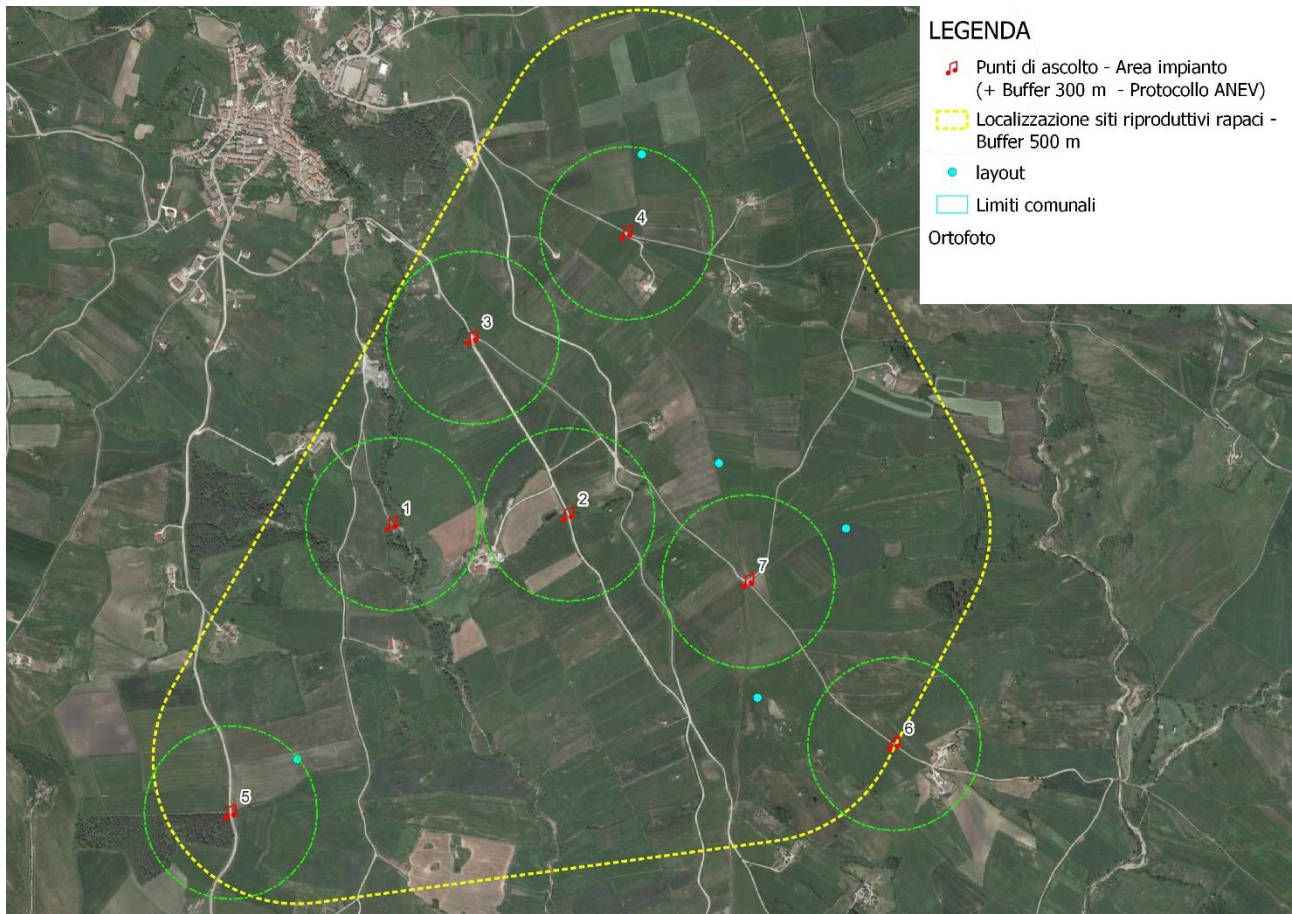 LEGENDA
Punti di ascolto - Area impianto
(+ Buffer 300 m - Protocollo ANEV)
Localizzazione siti riproduttivi rapaci -
Buffer 500 m
layout
Limiti comunali
Ortofoto
4
3
1
2
7
6
5